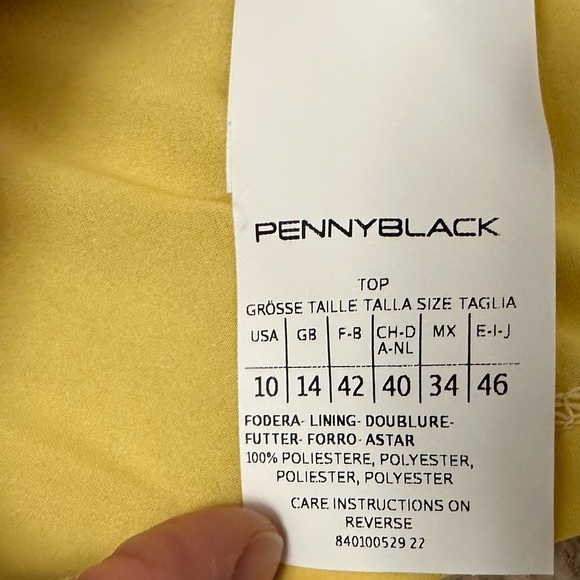 PENNYBLACK
TOP
GRÖSSE TAILLE TALLA SIZE TAGLIA
USA GB F-B CH-D A-NL MX E-I-J
10 14 42 40 34 46
FODERA- LINING- DOUBLURE-
FUTTER- FORRO- ASTAR
100% POLIESTERE, POLYESTER,
POLIESTER, POLYESTER
CARE INSTRUCTIONS ON
REVERSE
840100529 22